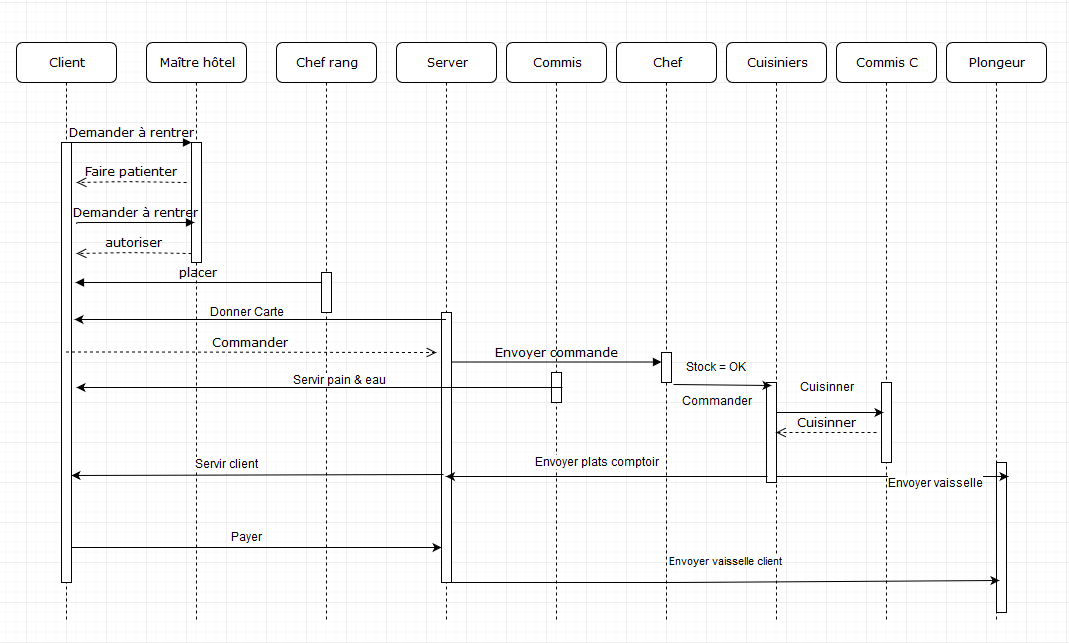 Client
Maître hôtel
Chef rang
Server
Commis
Chef
Cuisiniers
Commis C
Plongeur
Demander à rentrer
Faire patienter
Demander à rentrer
autoriser
placer
Donner Carte
Commander
Envoyer commande
Stock = OK
Servir pain & eau
Cuisinner
Commander
Cuisinner
Servir client
Envoyer plats comptoir
Envoyer vaisselle
Payer
Envoyer vaisselle client